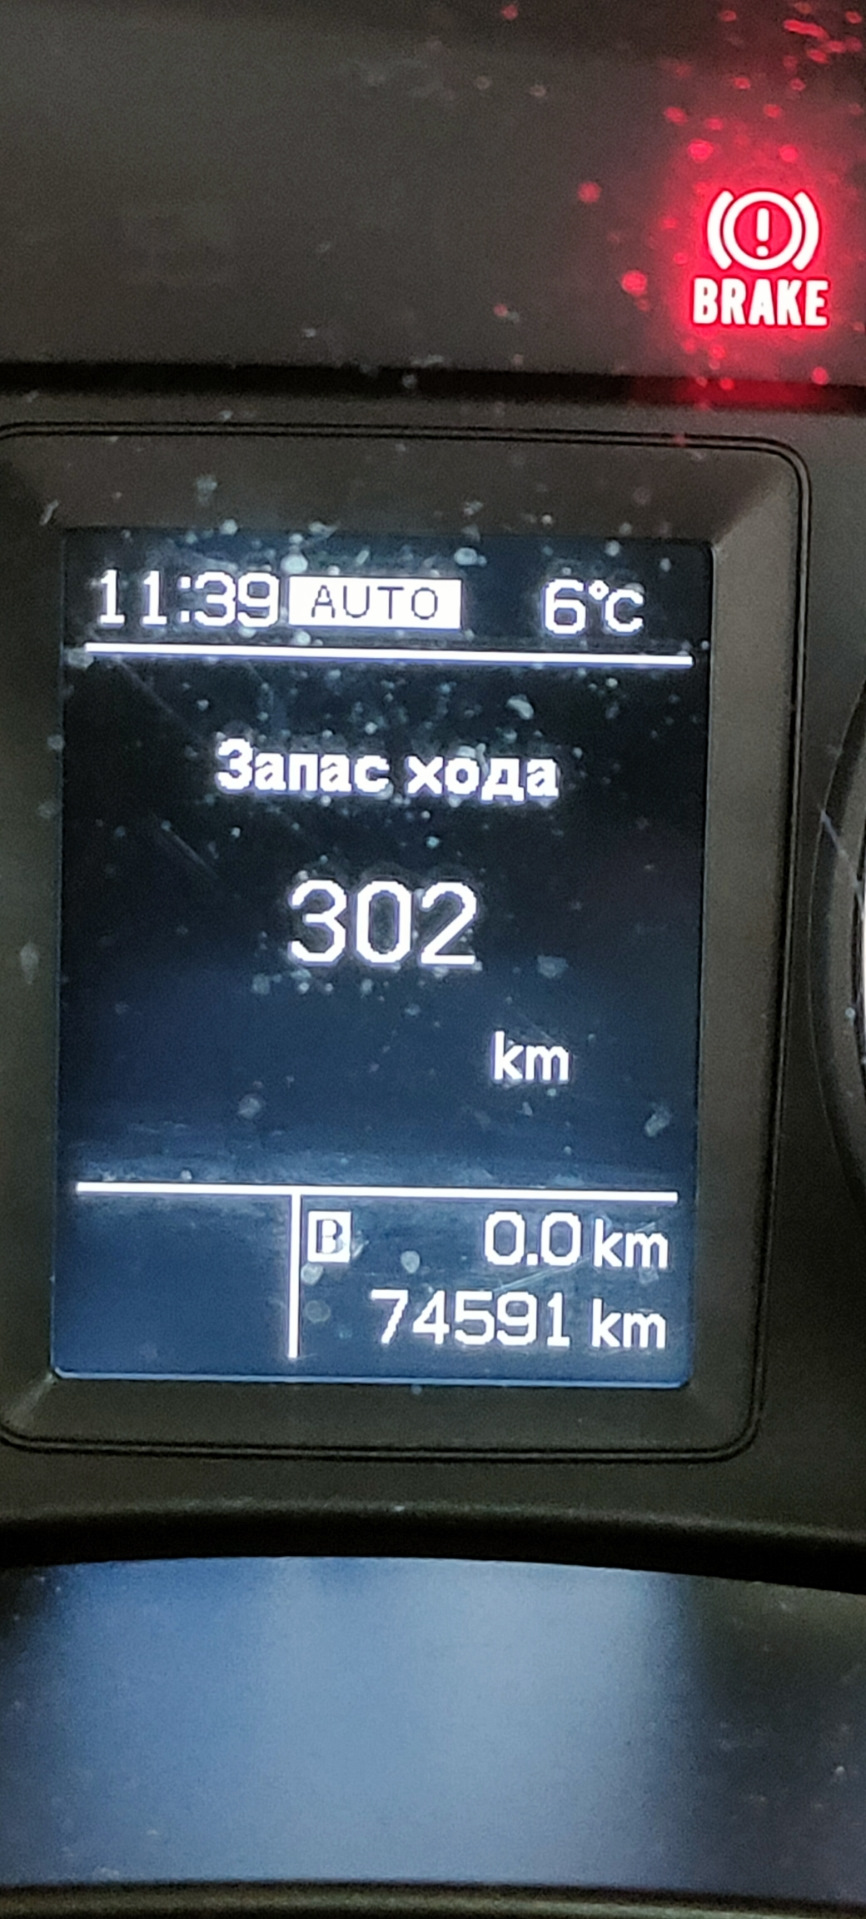 BRAKE
11:39 AUTO 6°C
Запас хода
302
km
B 0.0 km
74591 km